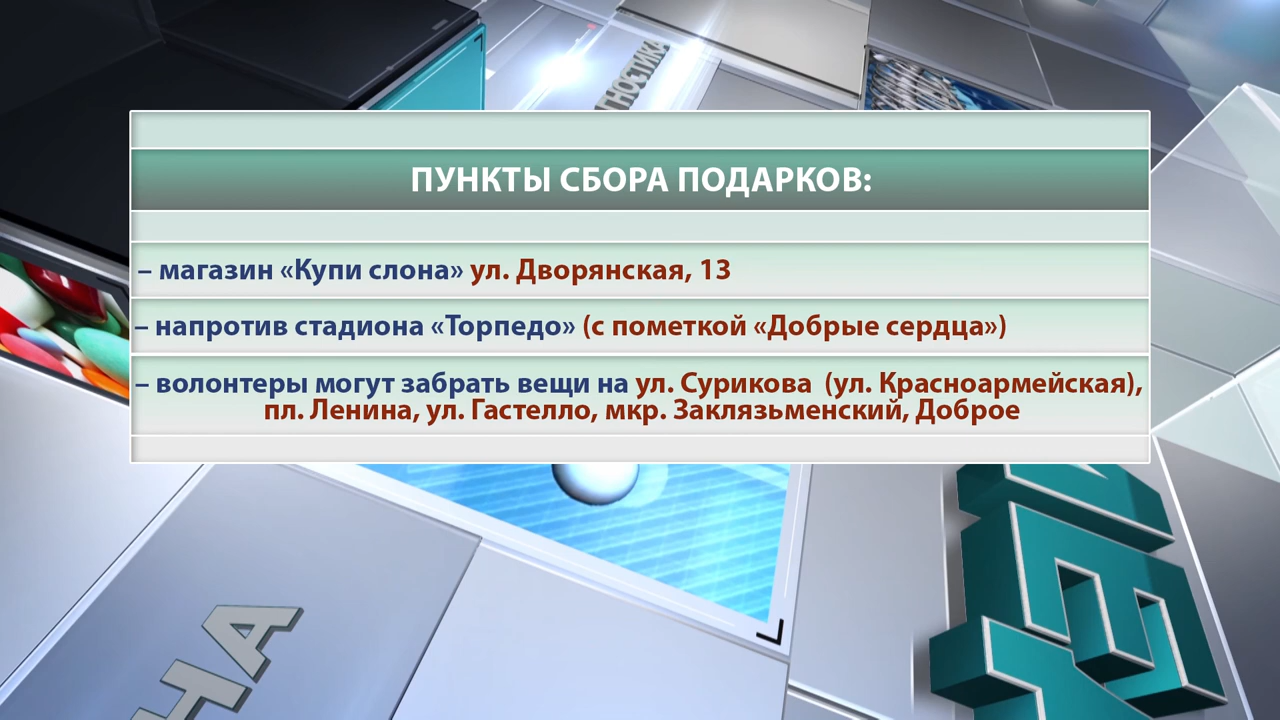 ПУНКТЫ СБОРА ПОДАРКОВ:
– магазин «Купи слона» ул. Дворянская, 13
– напротив стадиона «Торпедо» (с пометкой «Добрые сердца»)
– волонтеры могут забрать вещи на ул. Сурикова (ул. Красноармейская),
пл. Ленина, ул. Гастелло, мкр. Заклязьменский, Доброе